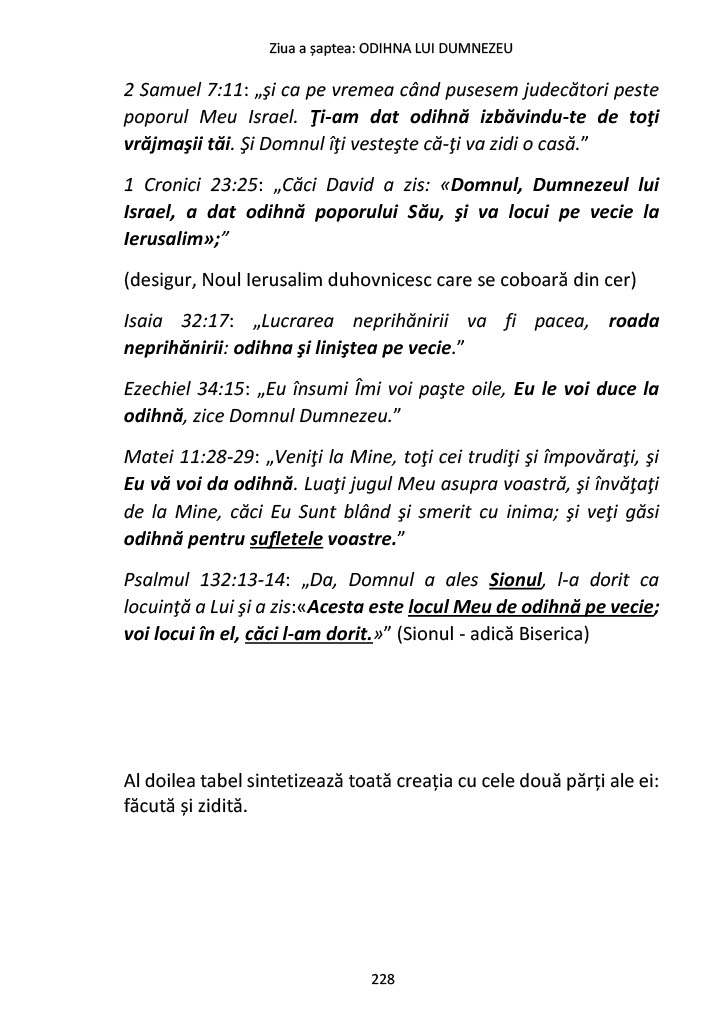 Ziua a șaptea: ODIHNA LUI DUMNEZEU
2 Samuel 7:11: „şi ca pe vremea când pusesem judecători peste
poporul Meu Israel. Ţi-am dat odihnă izbăvindu-te de toţi
vrăjmaşii tăi. Şi Domnul îţi vesteşte că-ţi va zidi o casă.”
1 Cronici 23:25: „Căci David a zis: «Domnul, Dumnezeul lui
Israel, a dat odihnă poporului Său, şi va locui pe vecie la
Ierusalim»;”
(desigur, Noul Ierusalim duhovnicesc care se coboară din cer)
Isaia 32:17: „Lucrarea neprihănirii va fi pacea, roada
neprihănirii: odihna şi liniştea pe vecie.”
Ezechiel 34:15: „Eu însumi Îmi voi paşte oile, Eu le voi duce la
odihnă, zice Domnul Dumnezeu.”
Matei 11:28-29: „Veniţi la Mine, toţi cei trudiţi şi împovăraţi, şi
Eu vă voi da odihnă. Luaţi jugul Meu asupra voastră, şi învăţaţi
de la Mine, căci Eu Sunt blând şi smerit cu inima; şi veţi găsi
odihnă pentru sufletele voastre.”
Psalmul 132:13-14: „Da, Domnul a ales Sionul, l-a dorit ca
locuinţă a Lui şi a zis:«Acesta este locul Meu de odihnă pe vecie;
voi locui în el, căci l-am dorit.»” (Sionul - adică Biserica)
Al doilea tabel sintetizează toată creația cu cele două părți ale ei:
făcută și zidită.
228